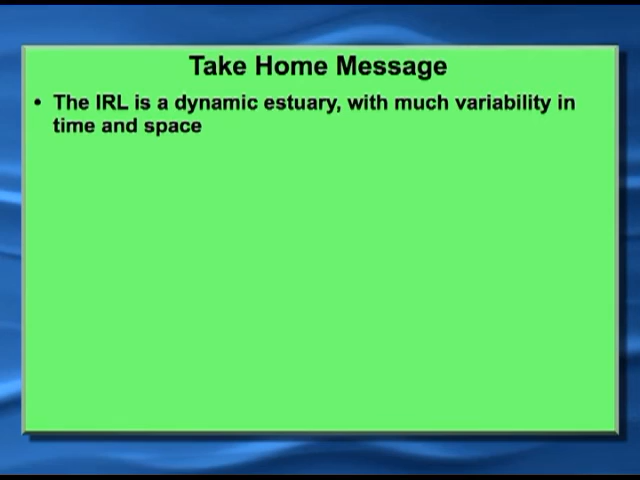 Take Home Message
• The IRL is a dynamic estuary, with much variability in
time and space